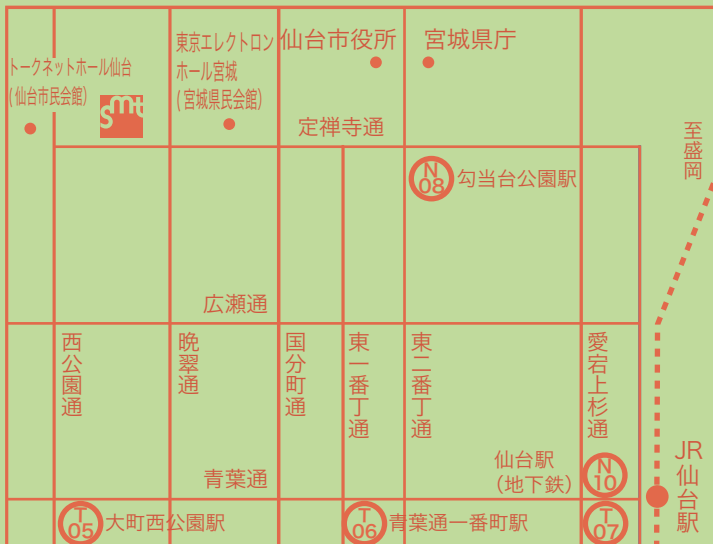 トークネットホール仙台
(仙台市民会館)
smt
東京エレクトロン
ホール宮城
(宮城県民会館)
仙台市役所
宮城県庁
定禅寺通
至盛岡
N
08
勾当台公園駅
広瀬通
西公園通
晩翠通
国分町通
東一番丁通
東二番丁通
愛宕上杉通
青葉通
仙台駅
(地下鉄)
N
10
JR
仙台駅
T
05
大町西公園駅
T
06
青葉通一番町駅
T
07